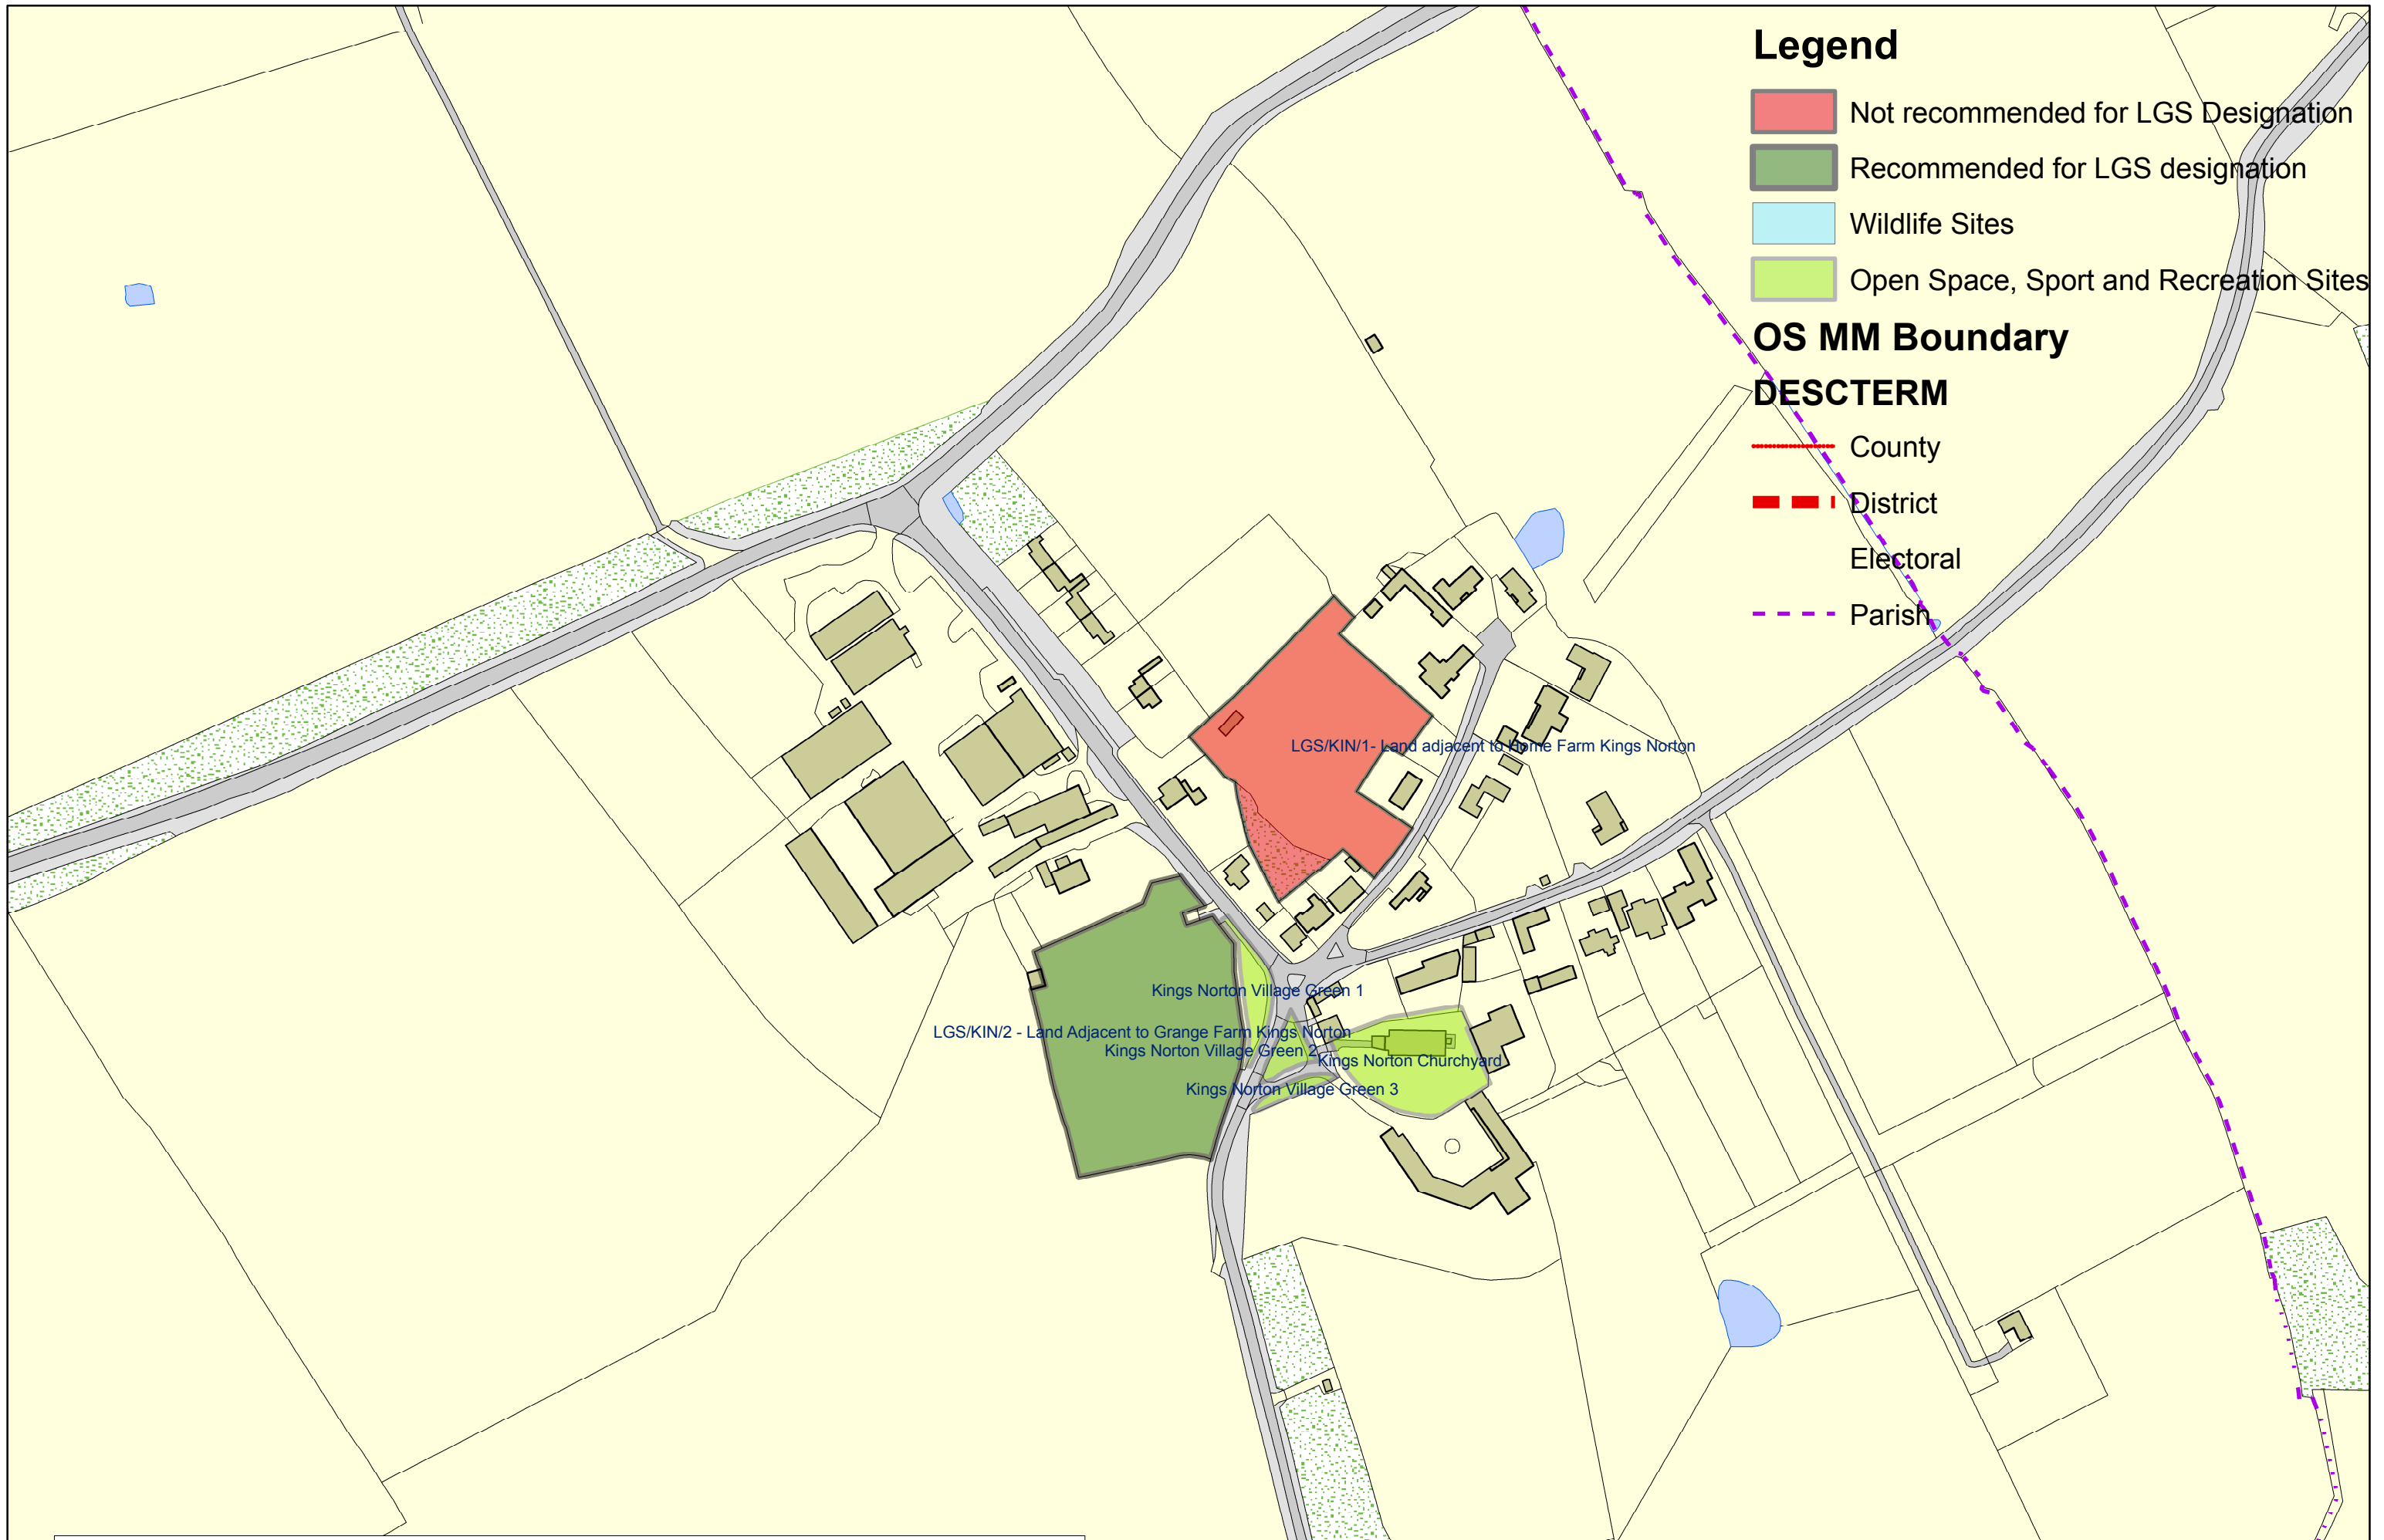 Legend
Not recommended for LGS Designation
Recommended for LGS designation
Wildlife Sites
Open Space, Sport and Recreation Sites
OS MM Boundary
DESCTERM
County
District
Electoral
Parish
LGS/KIN/1- Land adjacent to Home Farm Kings Norton
Kings Norton Village Green 1
LGS/KIN/2 - Land Adjacent to Grange Farm Kings Norton
Kings Norton Village Green 2
Kings Norton Churchyard
Kings Norton Village Green 3